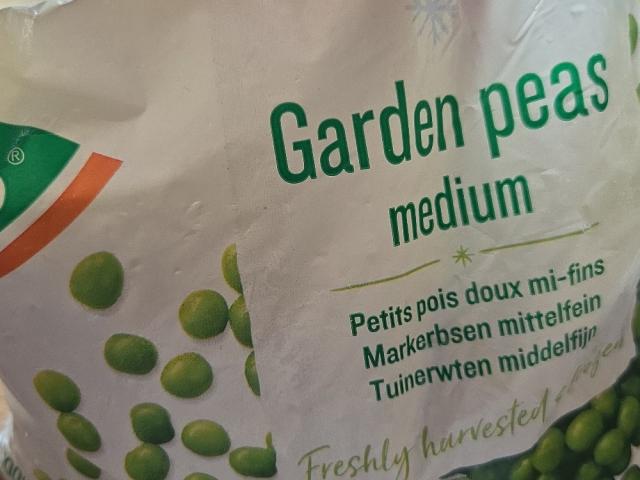 ®
Garden peas
medium
Petits pois doux mi-fins
Markerbsen mittelfein
Tuinerwten middelfijn
Freshly harvested